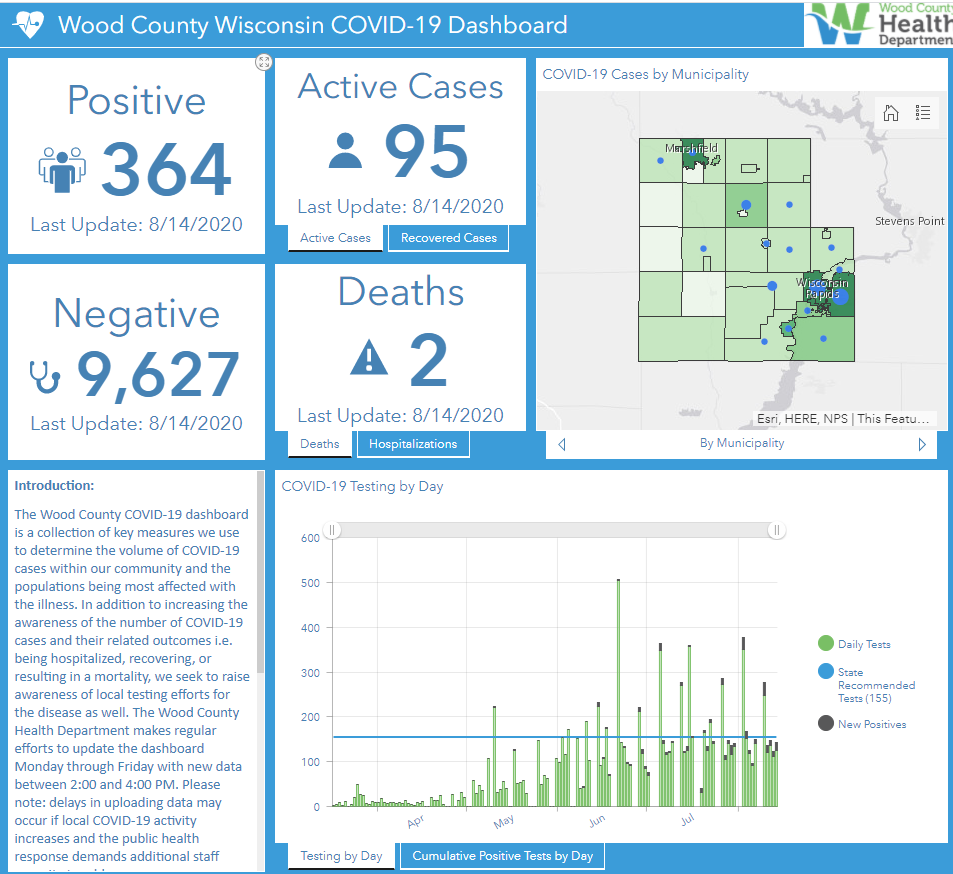 Wood County Wisconsin COVID-19 Dashboard
Wood County
Health
Department
Positive
364
Last Update: 8/14/2020
Active Cases
95
Last Update: 8/14/2020
Active Cases
Recovered Cases
COVID-19 Cases by Municipality
Marshfield
Stevens Point
Wisconsin
Rapids
Esri, HERE, NPS | This Featu…
By Municipality
Negative
9,627
Last Update: 8/14/2020
Deaths
2
Last Update: 8/14/2020
Deaths
Hospitalizations
Introduction:
The Wood County COVID-19 dashboard
is a collection of key measures we use
to determine the volume of COVID-19
cases within our community and the
populations being most affected with
the illness. In addition to increasing the
awareness of the number of COVID-19
cases and their related outcomes i.e.
being hospitalized, recovering, or
resulting in a mortality, we seek to raise
awareness of local testing efforts for
the disease as well. The Wood County
Health Department makes regular
efforts to update the dashboard
Monday through Friday with new data
between 2:00 and 4:00 PM. Please
note: delays in uploading data may
occur if local COVID-19 activity
increases and the public health
response demands additional staff
COVID-19 Testing by Day
600
500
400
300
200
100
0
Apr
May
Jun
Jul
Daily Tests
State
Recommended
Tests (155)
New Positives
Testing by Day
Cumulative Positive Tests by Day